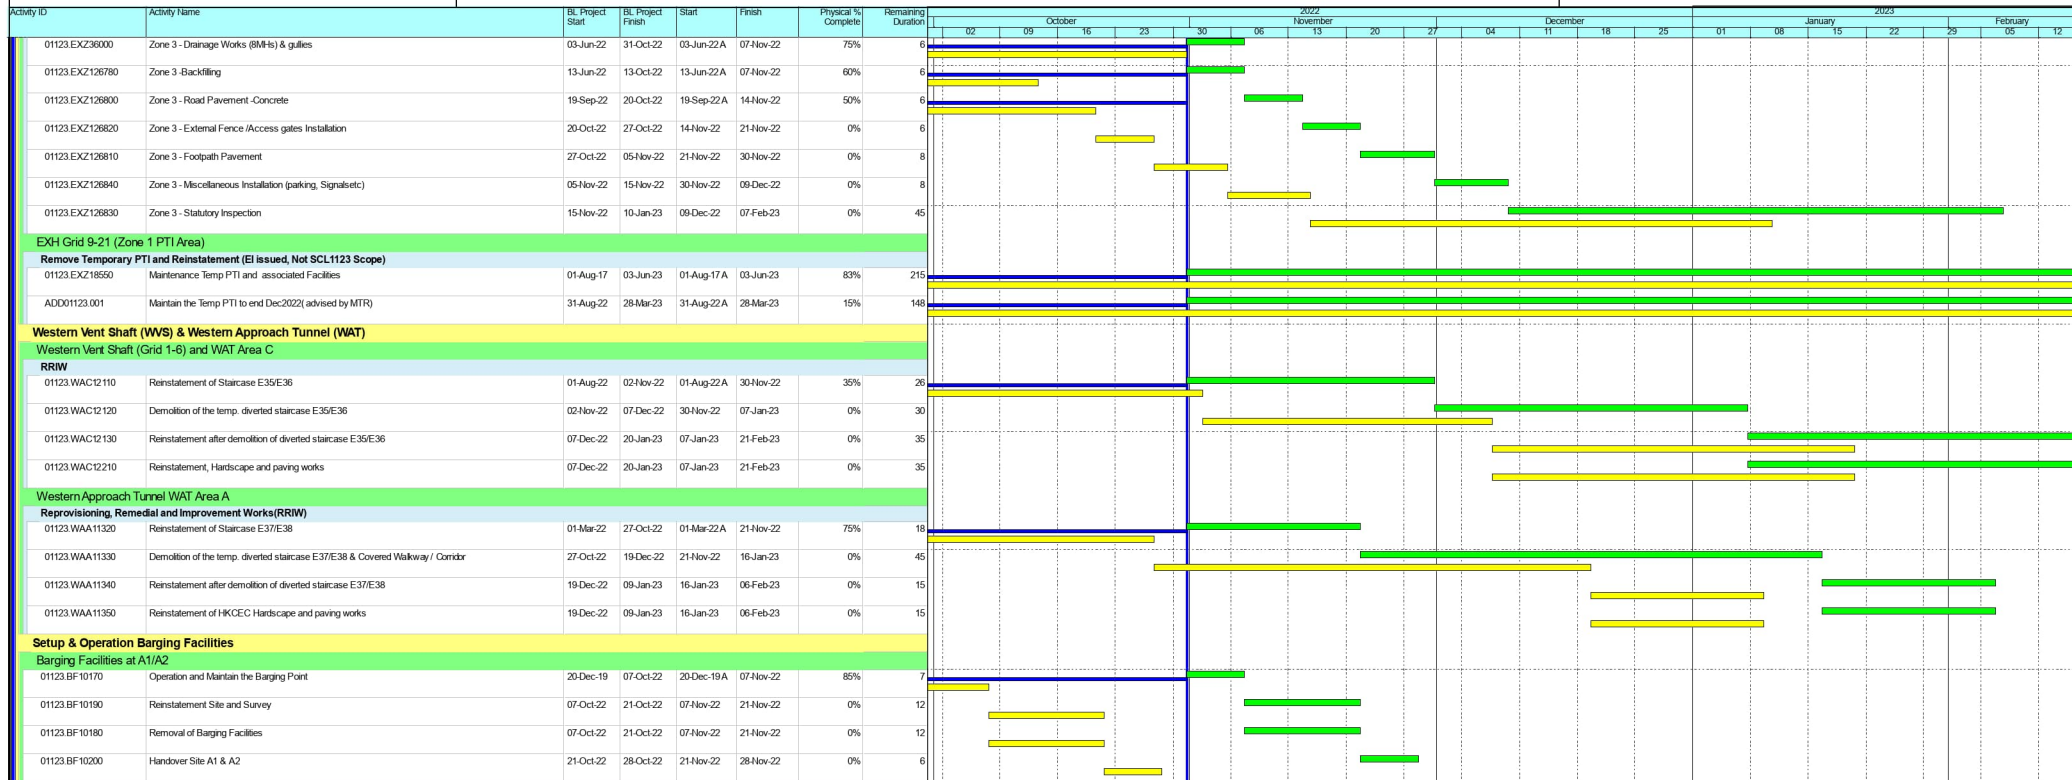 Activity ID Activity Name BL Project Start BL Project Finish Start Finish Physical % Complete Remaining Duration 2022 2023
October November December January February
02 09 16 23 30 06 13 20 27 04 11 18 25 01 08 15 22 29 05 12
01123.EXZ36000 Zone 3 - Drainage Works (8MHs) & gullies 03-Jun-22 31-Oct-22 03-Jun-22 A 07-Nov-22 75% 6
01123.EXZ126780 Zone 3 -Backfilling 13-Jun-22 13-Oct-22 13-Jun-22 A 07-Nov-22 60% 6
01123.EXZ126800 Zone 3 - Road Pavement -Concrete 19-Sep-22 20-Oct-22 19-Sep-22 A 14-Nov-22 50% 6
01123.EXZ126820 Zone 3 - External Fence /Access gates Installation 20-Oct-22 27-Oct-22 14-Nov-22 21-Nov-22 0% 6
01123.EXZ126810 Zone 3 - Footpath Pavement 27-Oct-22 05-Nov-22 21-Nov-22 30-Nov-22 0% 8
01123.EXZ126840 Zone 3 - Miscellaneous Installation (parking, Signalsetc) 05-Nov-22 15-Nov-22 30-Nov-22 09-Dec-22 0% 8
01123.EXZ126830 Zone 3 - Statutory Inspection 15-Nov-22 10-Jan-23 09-Dec-22 07-Feb-23 0% 45
EXH Grid 9-21 (Zone 1 PTI Area)
Remove Temporary PTI and Reinstatement (EI issued, Not SCL1123 Scope)
01123.EXZ18550 Maintenance Temp PTI and associated Facilities 01-Aug-17 03-Jun-23 01-Aug-17 A 03-Jun-23 83% 215
ADD01123.001 Maintain the Temp PTI to end Dec2022( advised by MTR) 31-Aug-22 28-Mar-23 31-Aug-22 A 28-Mar-23 15% 148
Western Vent Shaft (WVS) & Western Approach Tunnel (WAT)
Western Vent Shaft (Grid 1-6) and WAT Area C
RRIW
01123.WAC12110 Reinstatement of Staircase E35/E36 01-Aug-22 02-Nov-22 01-Aug-22 A 30-Nov-22 35% 26
01123.WAC12120 Demolition of the temp. diverted staircase E35/E36 02-Nov-22 07-Dec-22 30-Nov-22 07-Jan-23 0% 30
01123.WAC12130 Reinstatement after demolition of diverted staircase E35/E36 07-Dec-22 20-Jan-23 07-Jan-23 21-Feb-23 0% 35
01123.WAC12210 Reinstatement, Hardscape and paving works 07-Dec-22 20-Jan-23 07-Jan-23 21-Feb-23 0% 35
Western Approach Tunnel WAT Area A
Reprovisioning, Remedial and Improvement Works(RRIW)
01123.WAA11320 Reinstatement of Staircase E37/E38 01-Mar-22 27-Oct-22 01-Mar-22 A 21-Nov-22 75% 18
01123.WAA11330 Demolition of the temp. diverted staircase E37/E38 & Covered Walkway / Corridor 27-Oct-22 19-Dec-22 21-Nov-22 16-Jan-23 0% 45
01123.WAA11340 Reinstatement after demolition of diverted staircase E37/E38 19-Dec-22 09-Jan-23 16-Jan-23 06-Feb-23 0% 15
01123.WAA11350 Reinstatement of HKCEC Hardscape and paving works 19-Dec-22 09-Jan-23 16-Jan-23 06-Feb-23 0% 15
Setup & Operation Barging Facilities
Barging Facilities at A1/A2
01123.BF10170 Operation and Maintain the Barging Point 20-Dec-19 07-Oct-22 20-Dec-19 A 07-Nov-22 85% 7
01123.BF10190 Reinstatement Site and Survey 07-Oct-22 21-Oct-22 07-Nov-22 21-Nov-22 0% 12
01123.BF10180 Removal of Barging Facilities 07-Oct-22 21-Oct-22 07-Nov-22 21-Nov-22 0% 12
01123.BF10200 Handover Site A1 & A2 21-Oct-22 28-Oct-22 21-Nov-22 28-Nov-22 0% 6